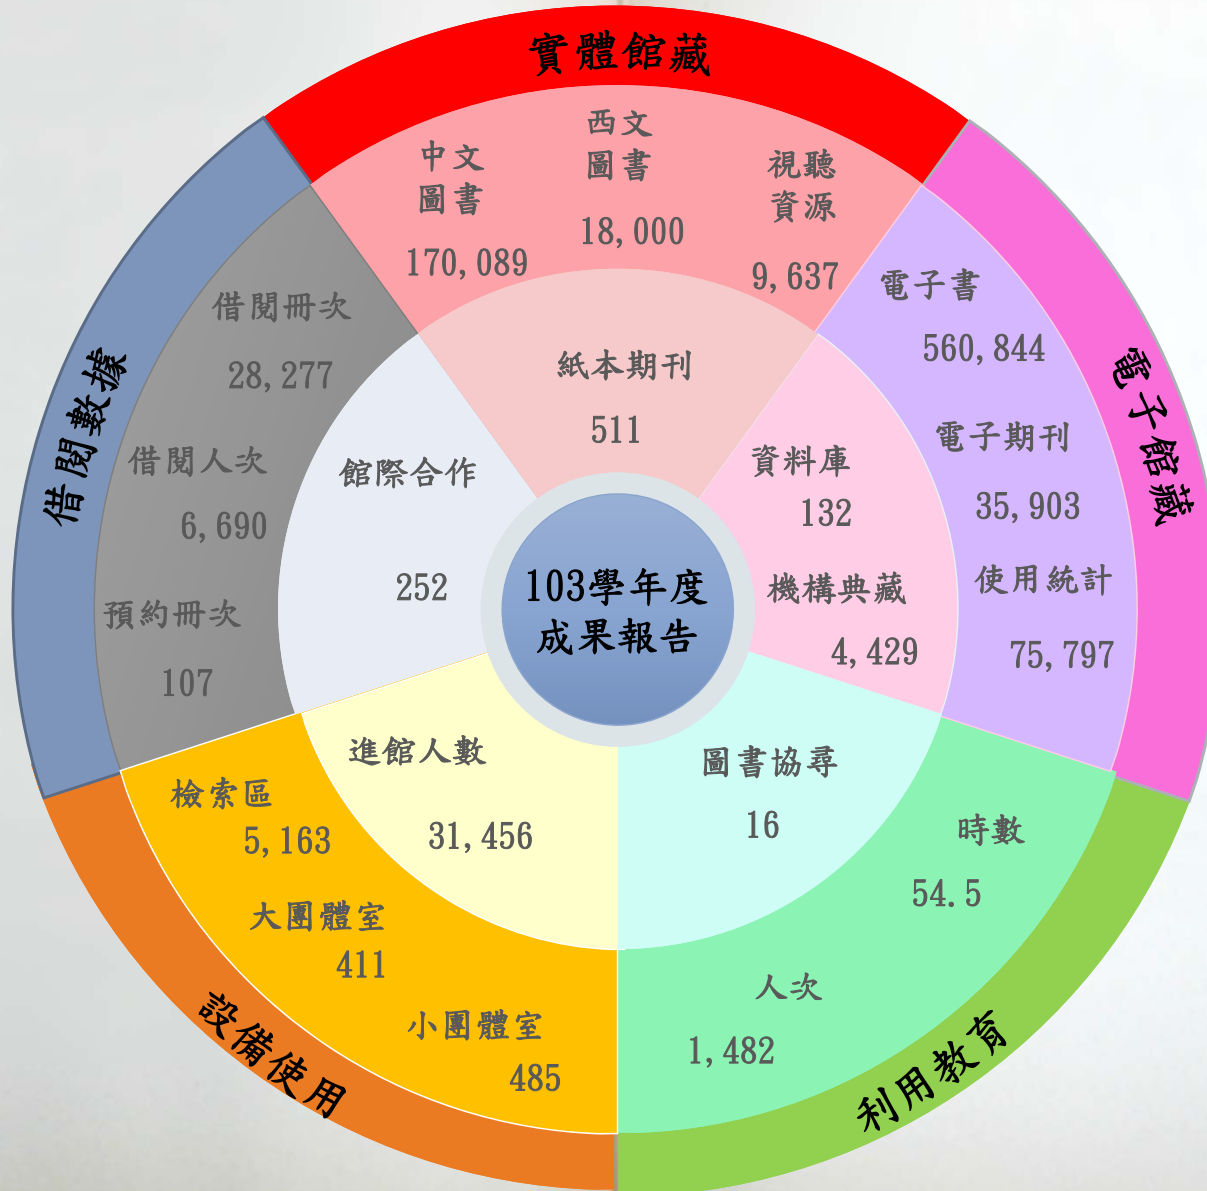 實體館藏
中文
圖書
170,089
西文
圖書
18,000
視聽
資源
9,637
紙本期刊
511
電子館藏
電子書
560,844
電子期刊
35,903
使用統計
75,797
資料庫
132
機構典藏
4,429
利用教育
時數
54.5
人次
1,482
圖書協尋
16
設備使用
檢索區
5,163
大團體室
411
小團體室
485
進館人數
31,456
借閱數據
借閱冊次
28,277
借閱人次
6,690
預約冊次
107
館際合作
252
103學年度
成果報告